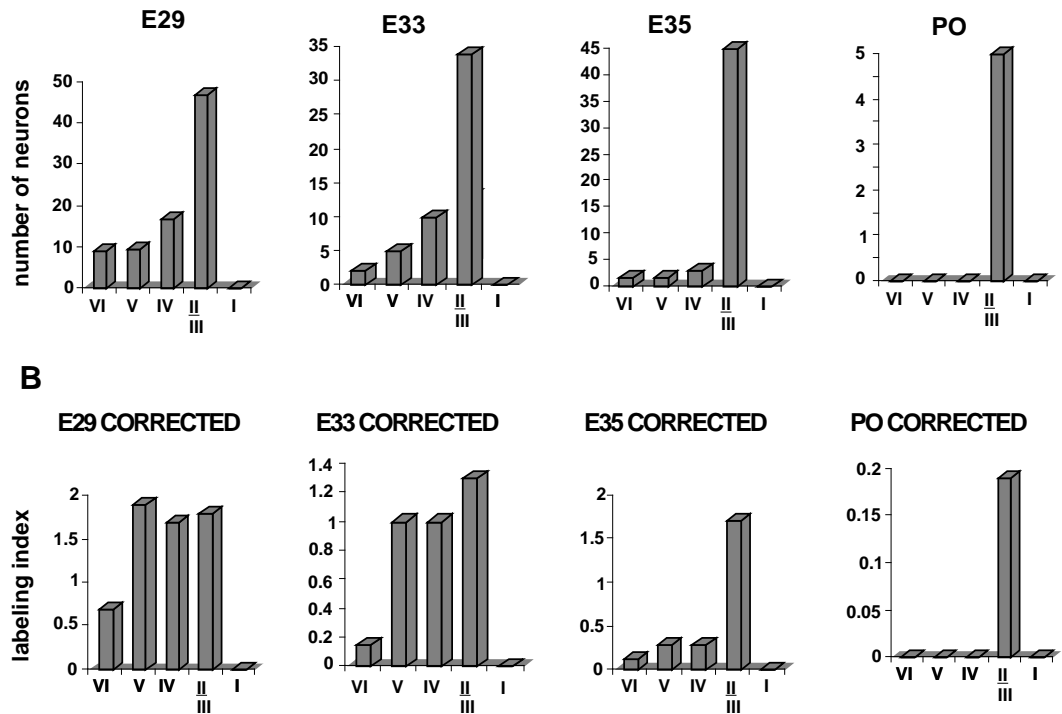 E29
number of neurons
50
40
30
20
10
0
VI V IV II I
III
E33
35
30
25
20
15
10
5
0
VI V IV II I
III
E35
45
40
35
30
25
20
15
10
5
0
VI V IV II I
III
PO
5
4
3
2
1
0
VI V IV II I
III
B
E29 CORRECTED
labeling index
2
1.5
1
0.5
0
VI V IV II I
III
E33 CORRECTED
1.4
1.2
1
0.8
0.6
0.4
0.2
0
VI V IV II I
III
E35 CORRECTED
2
1.5
1
0.5
0
VI V IV II I
III
PO CORRECTED
0.2
0.15
0.1
0.05
0
VI V IV II I
III